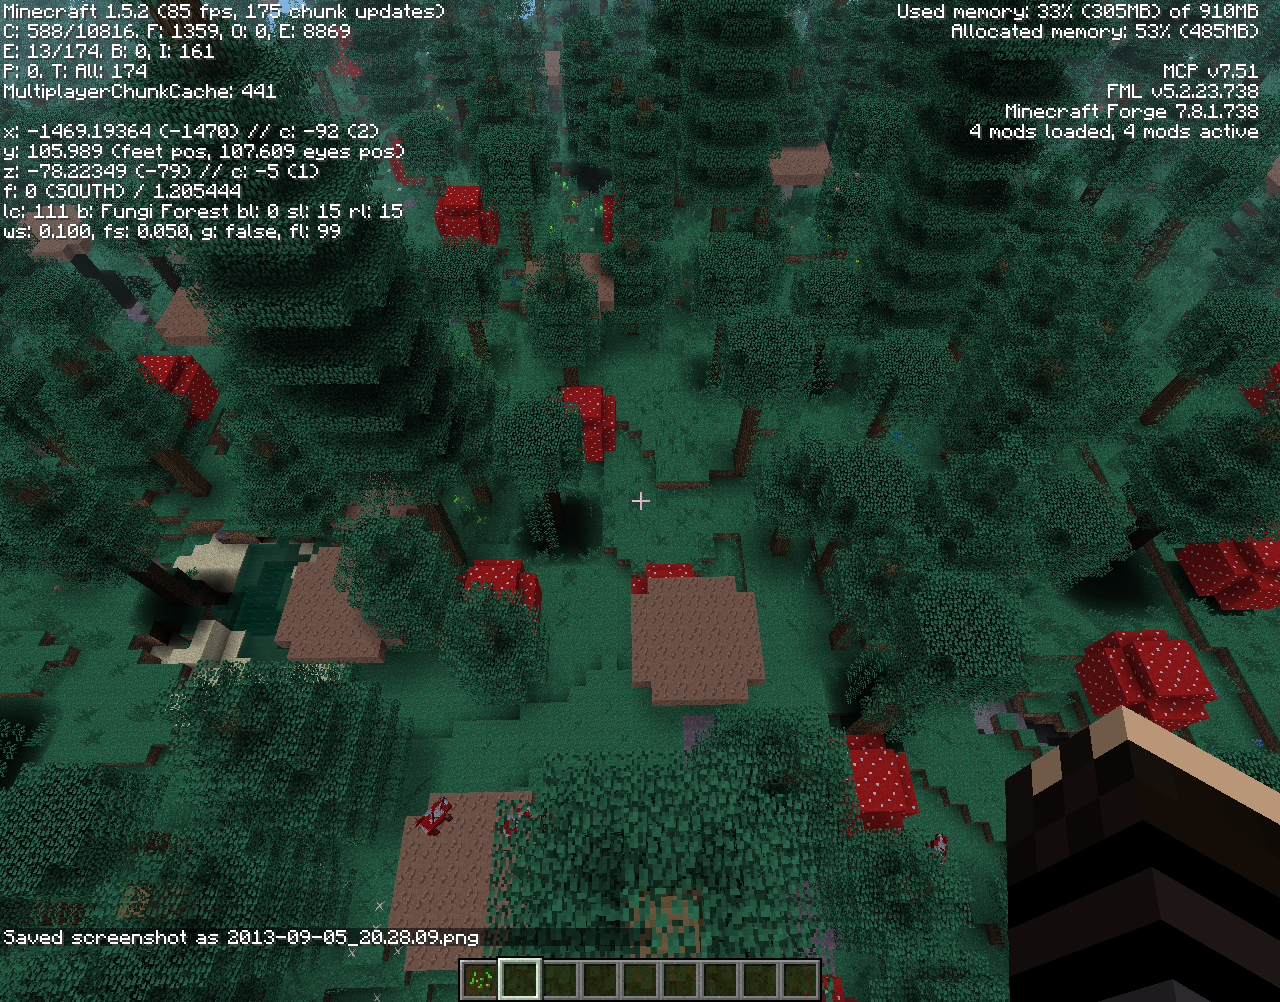 Minecraft 1.5.2 (85 fps, 175 chunk updates)
C: 588/10816. F: 1359, O: 0, E: 8869
E: 13/174. B: 0, I: 161
P: 0. T: All: 174
MultiplayerChunkCache: 441
x: -1469.19364 (-1470) // c: -92 (2)
y: 105.989 (feet pos, 107.609 eyes pos)
z: -78.22349 (-79) // c: -5 (1)
f: 0 (SOUTH) / 1.205444
lc: 111 b: Fungi Forest bl: 0 sl: 15 rl: 15
ws: 0.100, fs: 0.050, g: false, fl: 99
Used memory: 33% (305MB) of 910MB
Allocated memory: 53% (485MB)
MCP v7.51
FML v5.2.23.738
Minecraft Forge 7.8.1.738
4 mods loaded, 4 mods active
Saved screenshot as 2013-09-05_20.28.09.png